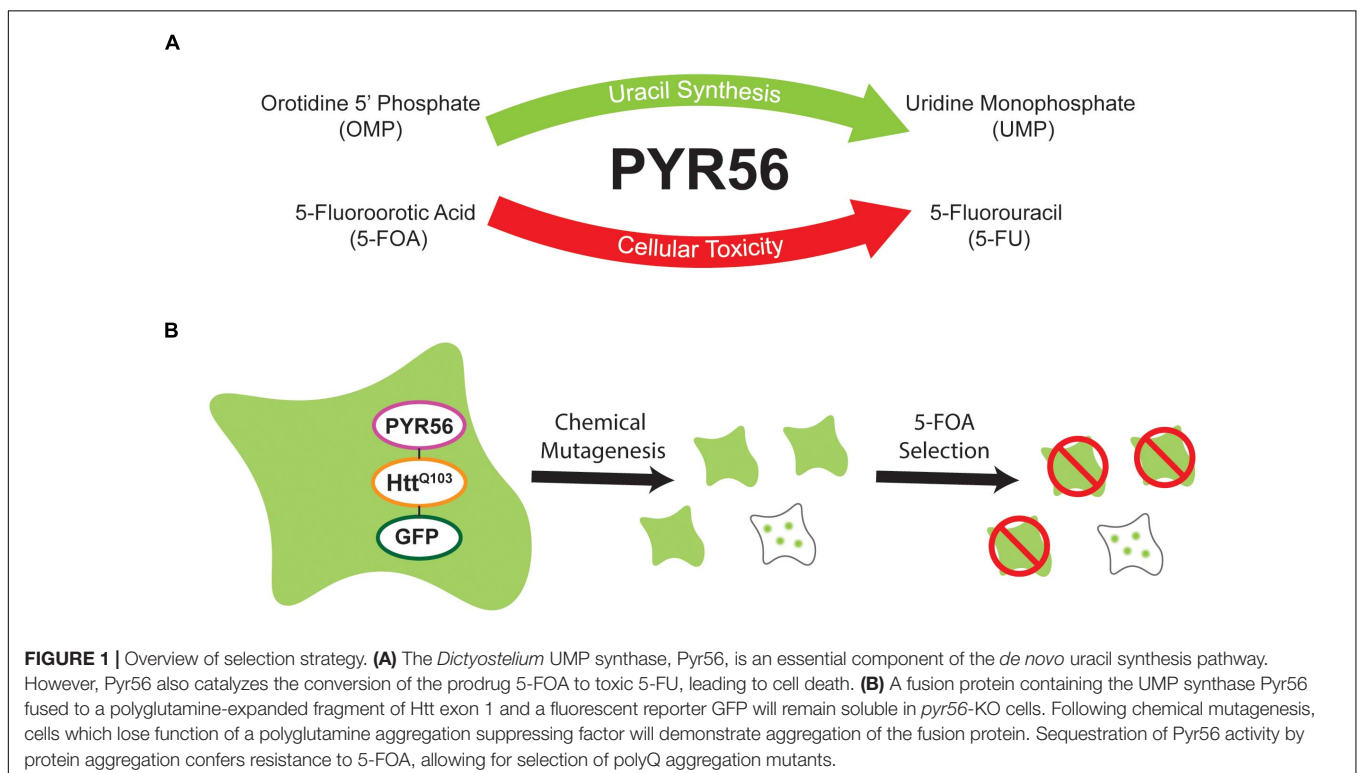 A
Uracil Synthesis
Orotidine 5' Phosphate
(OMP)
Uridine Monophosphate
(UMP)
PYR56
5-Fluoroorotic Acid
(5-FOA)
5-Fluorouracil
(5-FU)
Cellular Toxicity
B
PYR56
Htt^Q103
GFP
Chemical
Mutagenesis
5-FOA
Selection
FIGURE 1 | Overview of selection strategy. (A) The Dictyostelium UMP synthase, Pyr56, is an essential component of the de novo uracil synthesis pathway.
However, Pyr56 also catalyzes the conversion of the prodrug 5-FOA to toxic 5-FU, leading to cell death. (B) A fusion protein containing the UMP synthase Pyr56
fused to a polyglutamine-expanded fragment of Htt exon 1 and a fluorescent reporter GFP will remain soluble in pyr56-KO cells. Following chemical mutagenesis,
cells which lose function of a polyglutamine aggregation suppressing factor will demonstrate aggregation of the fusion protein. Sequestration of Pyr56 activity by
protein aggregation confers resistance to 5-FOA, allowing for selection of polyQ aggregation mutants.